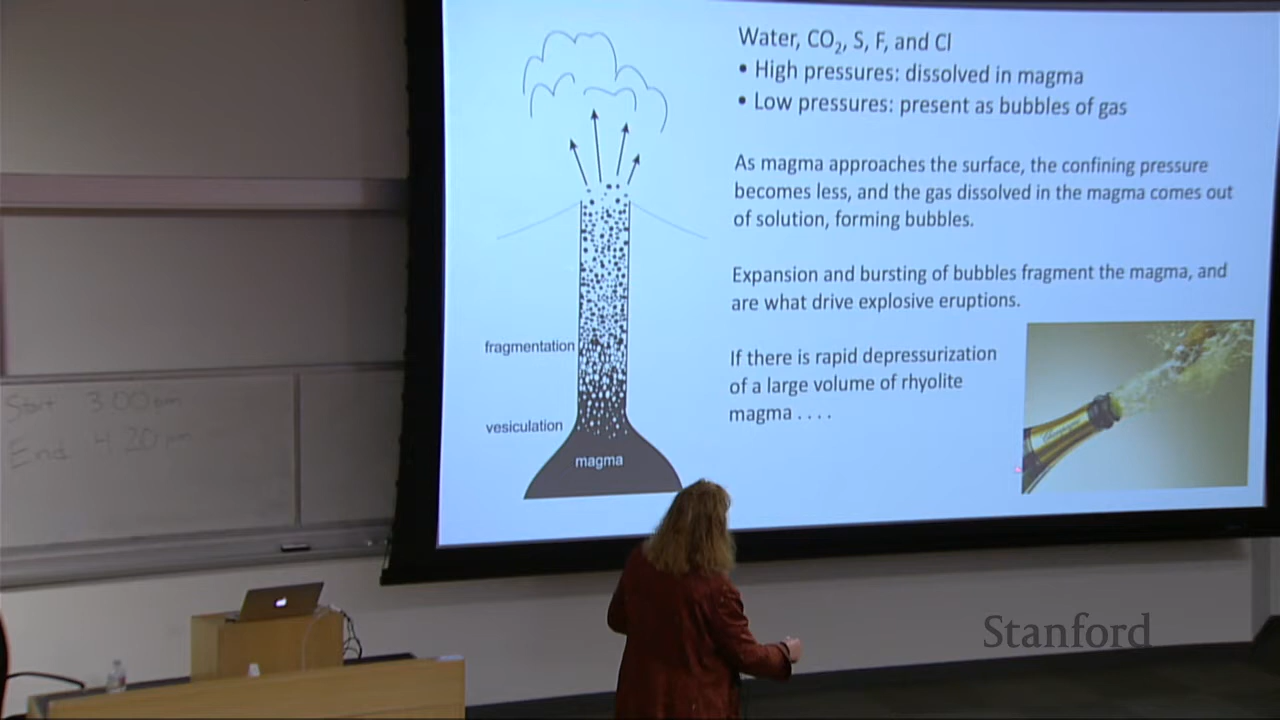 Water, CO₂, S, F, and Cl
• High pressures: dissolved in magma
• Low pressures: present as bubbles of gas
As magma approaches the surface, the confining pressure
becomes less, and the gas dissolved in the magma comes out
of solution, forming bubbles.
Expansion and bursting of bubbles fragment the magma, and
are what drive explosive eruptions.
If there is rapid depressurization
of a large volume of rhyolite
magma . . . .
fragmentation
vesiculation
magma
Champagne
Start 3:00 pm
End 4:20 pm
Stanford